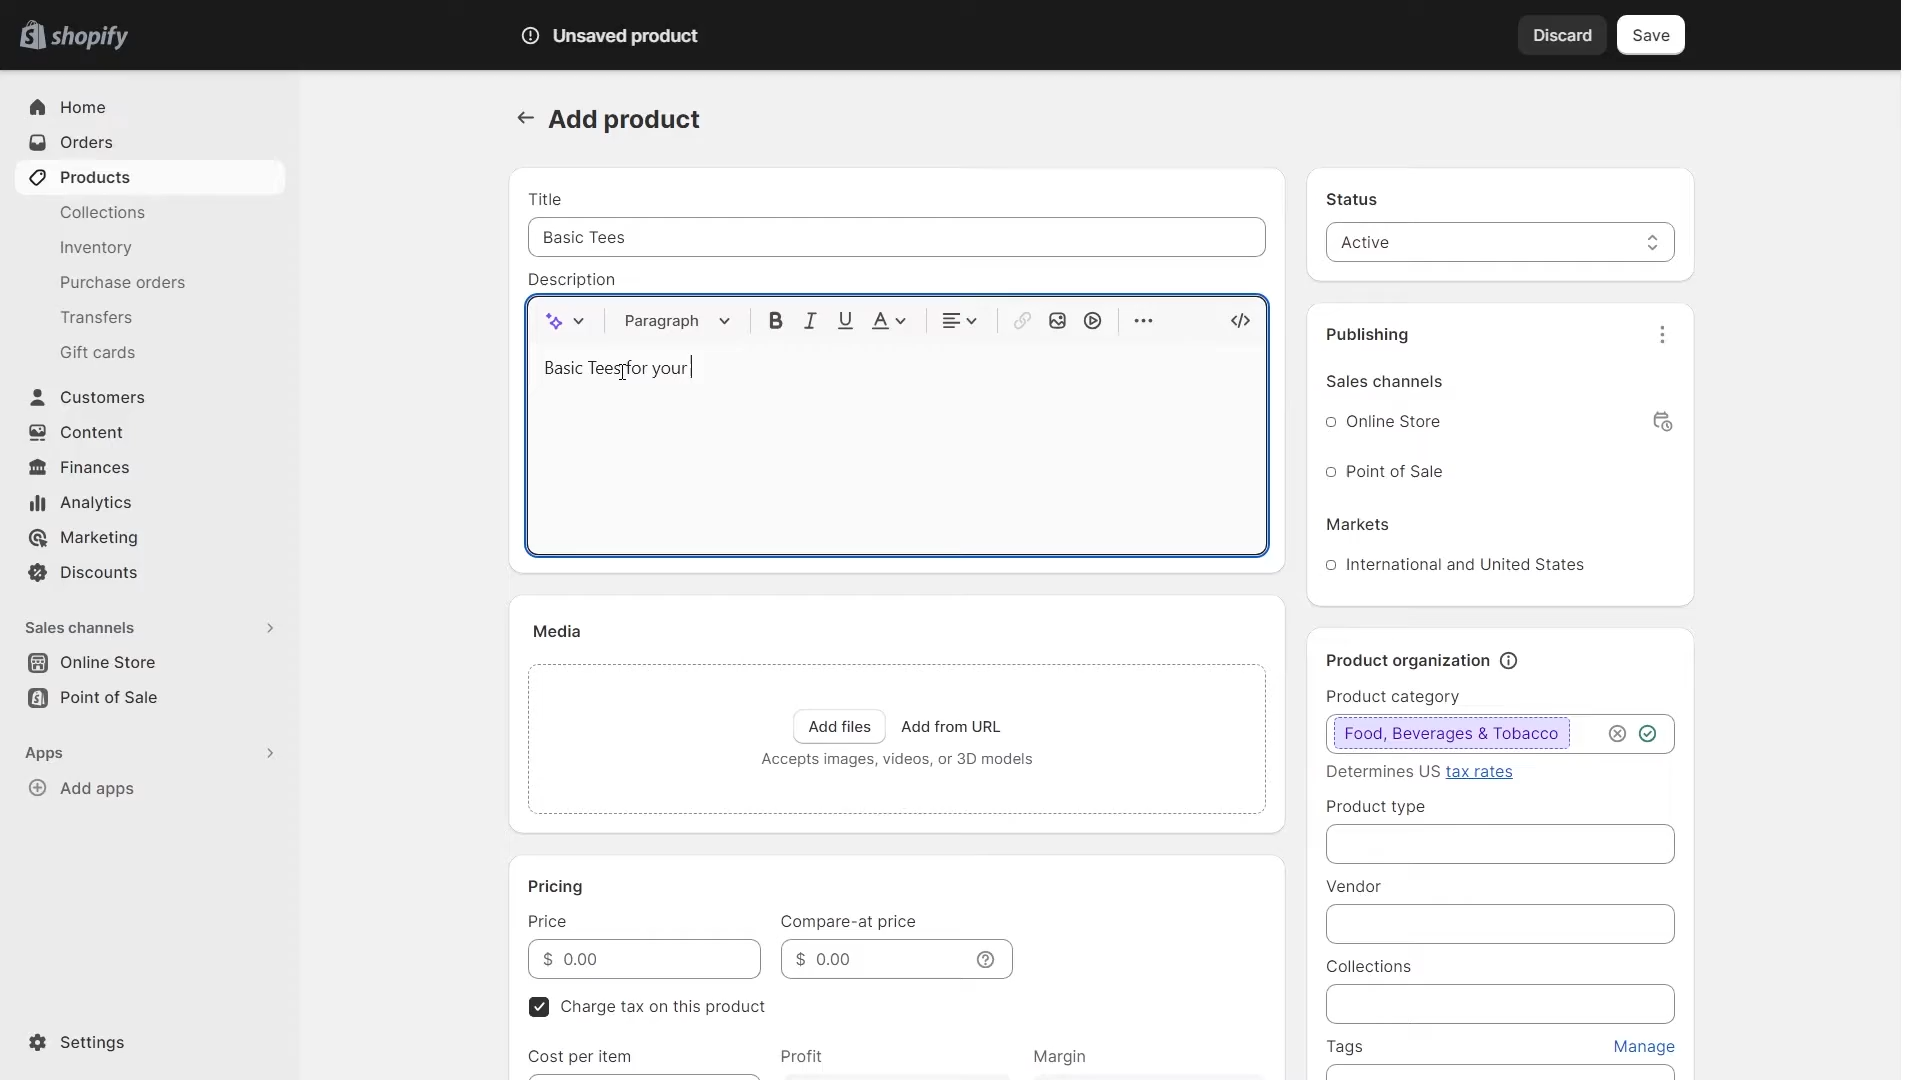 shopify
Unsaved product
Discard
Save
Home
Orders
Products
Collections
Inventory
Purchase orders
Transfers
Gift cards
Customers
Content
Finances
Analytics
Marketing
Discounts
Sales channels
Online Store
Point of Sale
Apps
Add apps
Settings
Add product
Title
Basic Tees
Description
Paragraph
Basic Tees for your
Media
Add files
Add from URL
Accepts images, videos, or 3D models
Pricing
Price
Compare-at price
$ 0.00
$ 0.00
Charge tax on this product
Cost per item
Profit
Margin
Status
Active
Publishing
Sales channels
Online Store
Point of Sale
Markets
International and United States
Product organization
Product category
Food, Beverages & Tobacco
Determines US tax rates
Product type
Vendor
Collections
Tags
Manage